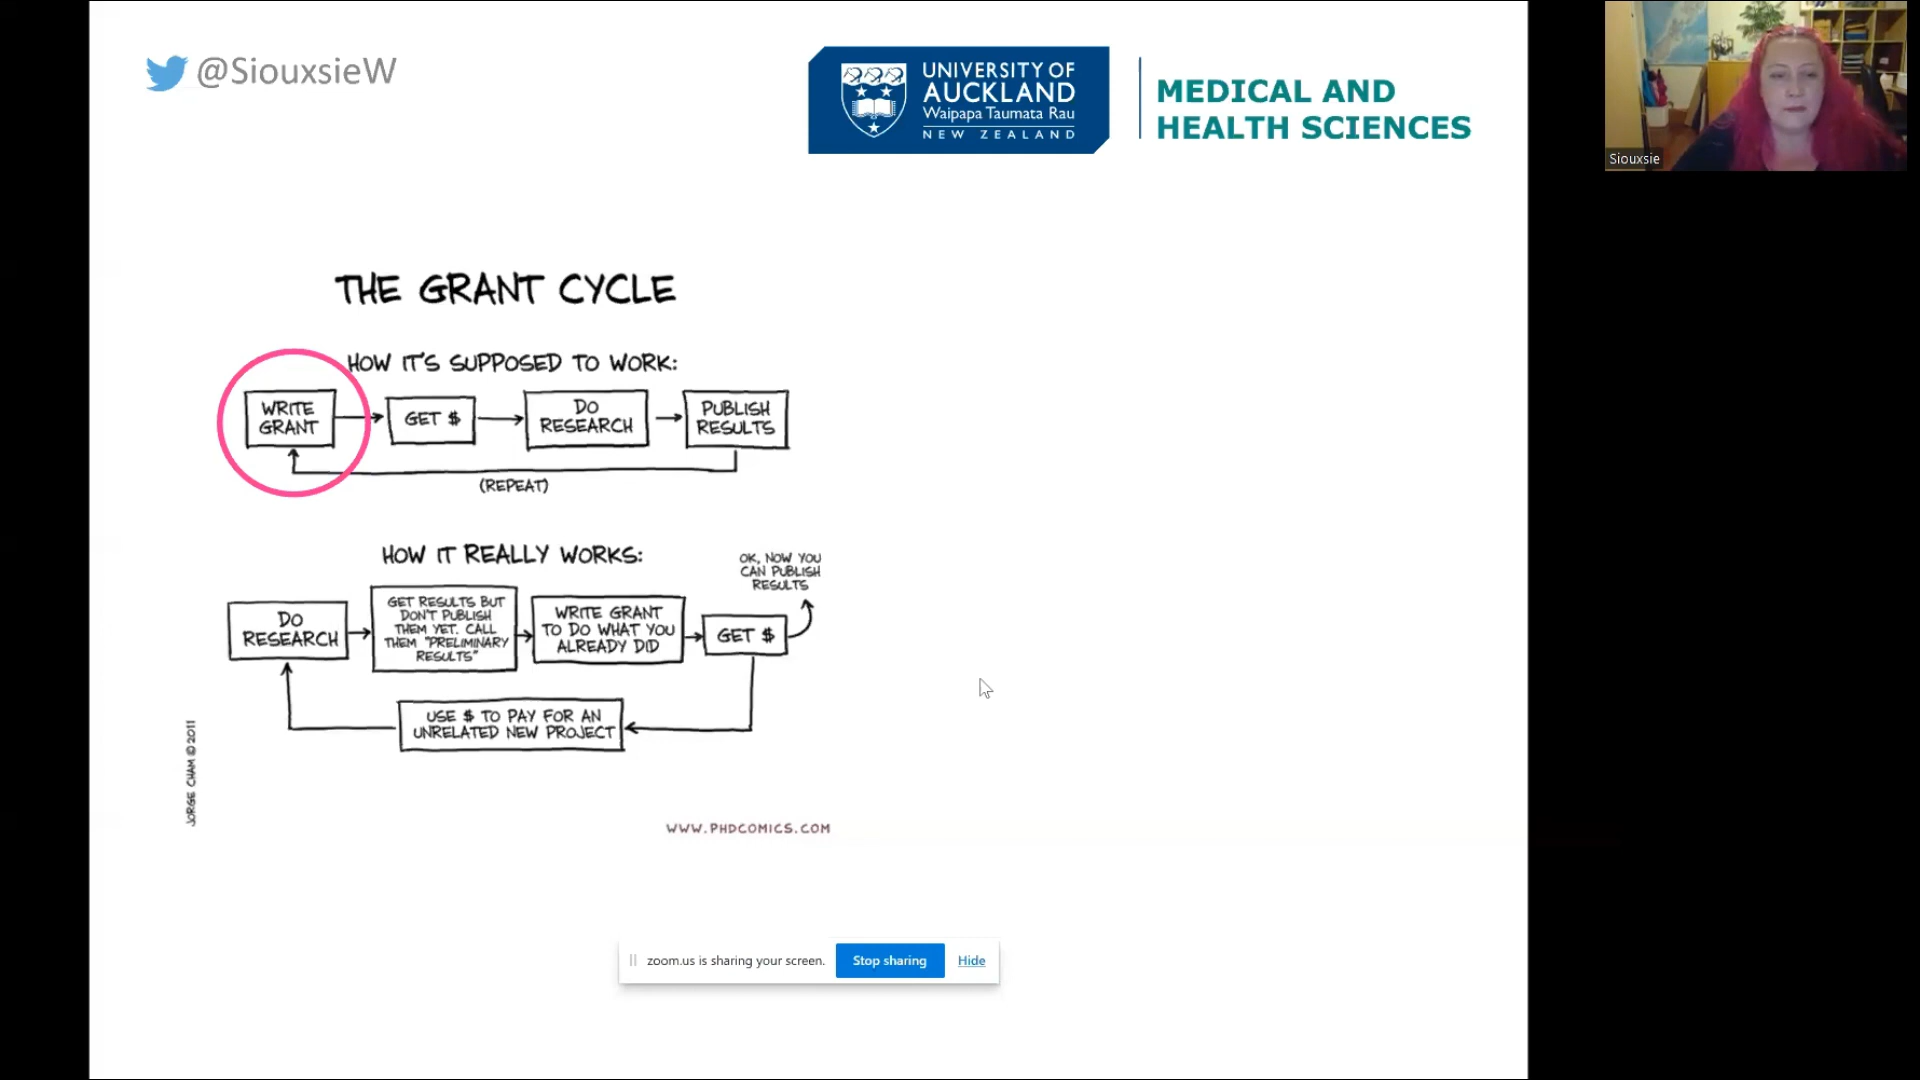 @SiouxsieW
UNIVERSITY OF
AUCKLAND
Waipapa Taumata Rau
NEW ZEALAND
MEDICAL AND
HEALTH SCIENCES
Siouxsie
THE GRANT CYCLE
HOW IT'S SUPPOSED TO WORK:
WRITE
GRANT
GET $
DO
RESEARCH
PUBLISH
RESULTS
(REPEAT)
HOW IT REALLY WORKS:
OK, NOW YOU
CAN PUBLISH
RESULTS
DO
RESEARCH
GET RESULTS BUT
DON'T PUBLISH
THEM YET. CALL
THEM "PRELIMINARY
RESULTS"
WRITE GRANT
TO DO WHAT YOU
ALREADY DID
GET $
USE $ TO PAY FOR AN
UNRELATED NEW PROJECT
JORGE CHAM © 2011
WWW.PHDCOMICS.COM
zoom.us is sharing your screen.
Stop sharing
Hide